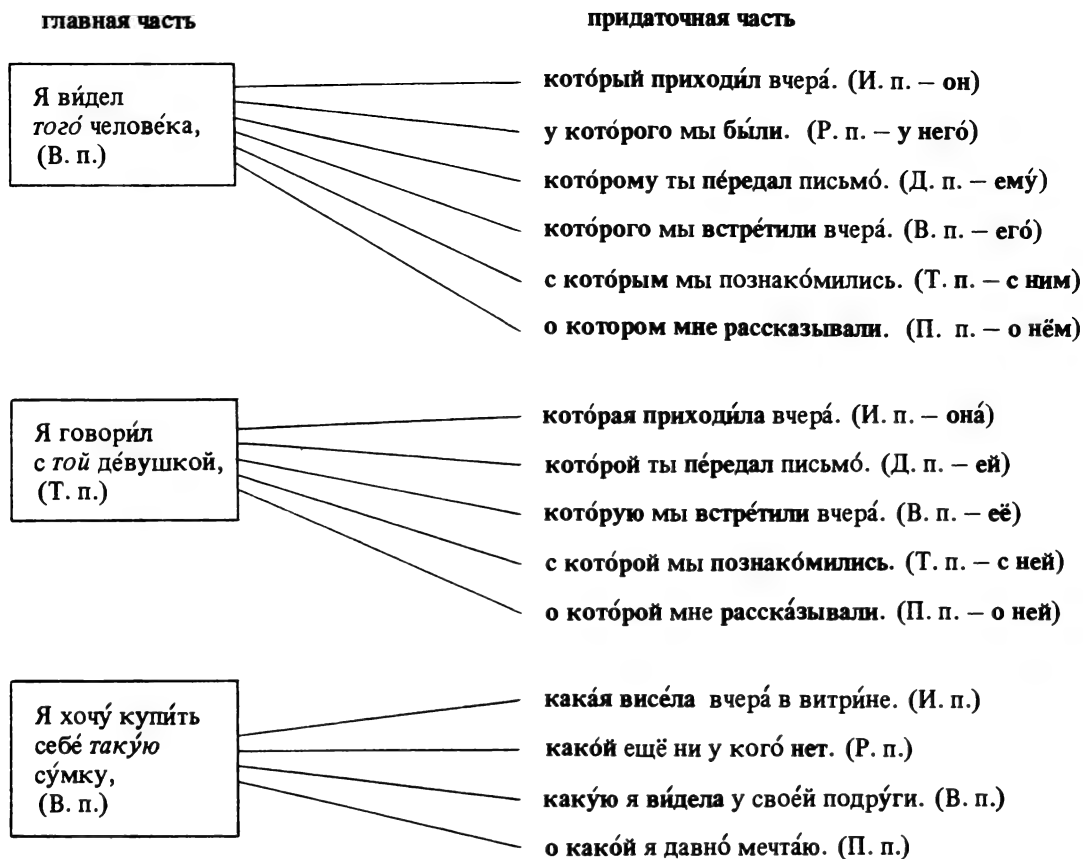 главная часть
придаточная часть
Я ви́дел
того́ челове́ка,
(В. п.)
кото́рый приходи́л вчера́. (И. п. – он)
у кото́рого мы бы́ли. (Р. п. – у него́)
кото́рому ты пе́редал письмо́. (Д. п. – ему́)
кото́рого мы встре́тили вчера́. (В. п. – его́)
с кото́рым мы познако́мились. (Т. п. – с ним)
о котором мне рассказывали. (П. п. – о нём)
Я говори́л
с той де́вушкой,
(Т. п.)
кото́рая приходи́ла вчера́. (И. п. – она́)
кото́рой ты пе́редал письмо́. (Д. п. – ей)
кото́рую мы встре́тили вчера́. (В. п. – её)
с кото́рой мы познако́мились. (Т. п. – с ней)
о кото́рой мне расска́зывали. (П. п. – о ней)
Я хочу́ купи́ть
себе́ таку́ю
су́мку,
(В. п.)
кака́я висе́ла вчера́ в витри́не. (И. п.)
како́й ещё ни у кого́ нет. (Р. п.)
каку́ю я ви́дела у свое́й подру́ги. (В. п.)
о како́й я давно́ мечта́ю. (П. п.)